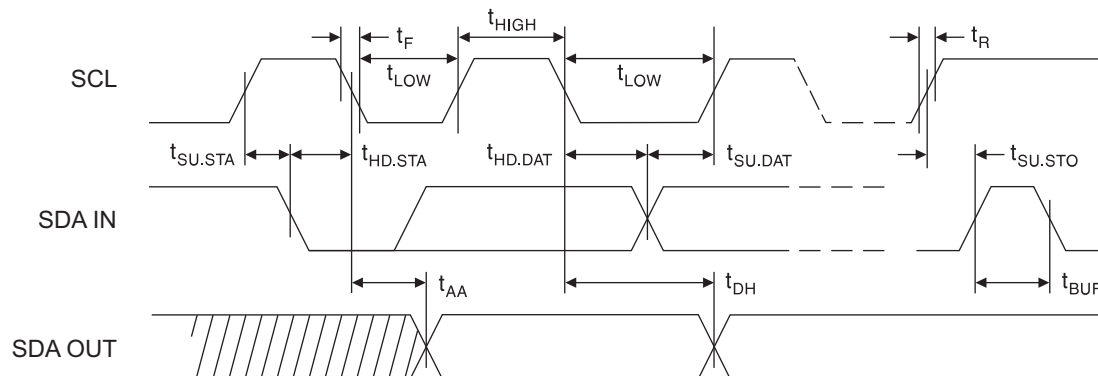 tHIGH
tF
tR
SCL
tLOW
tLOW
tSU.STA
tHD.STA
tHD.DAT
tSU.DAT
tSU.STO
SDA IN
tAA
tDH
tBUF
SDA OUT